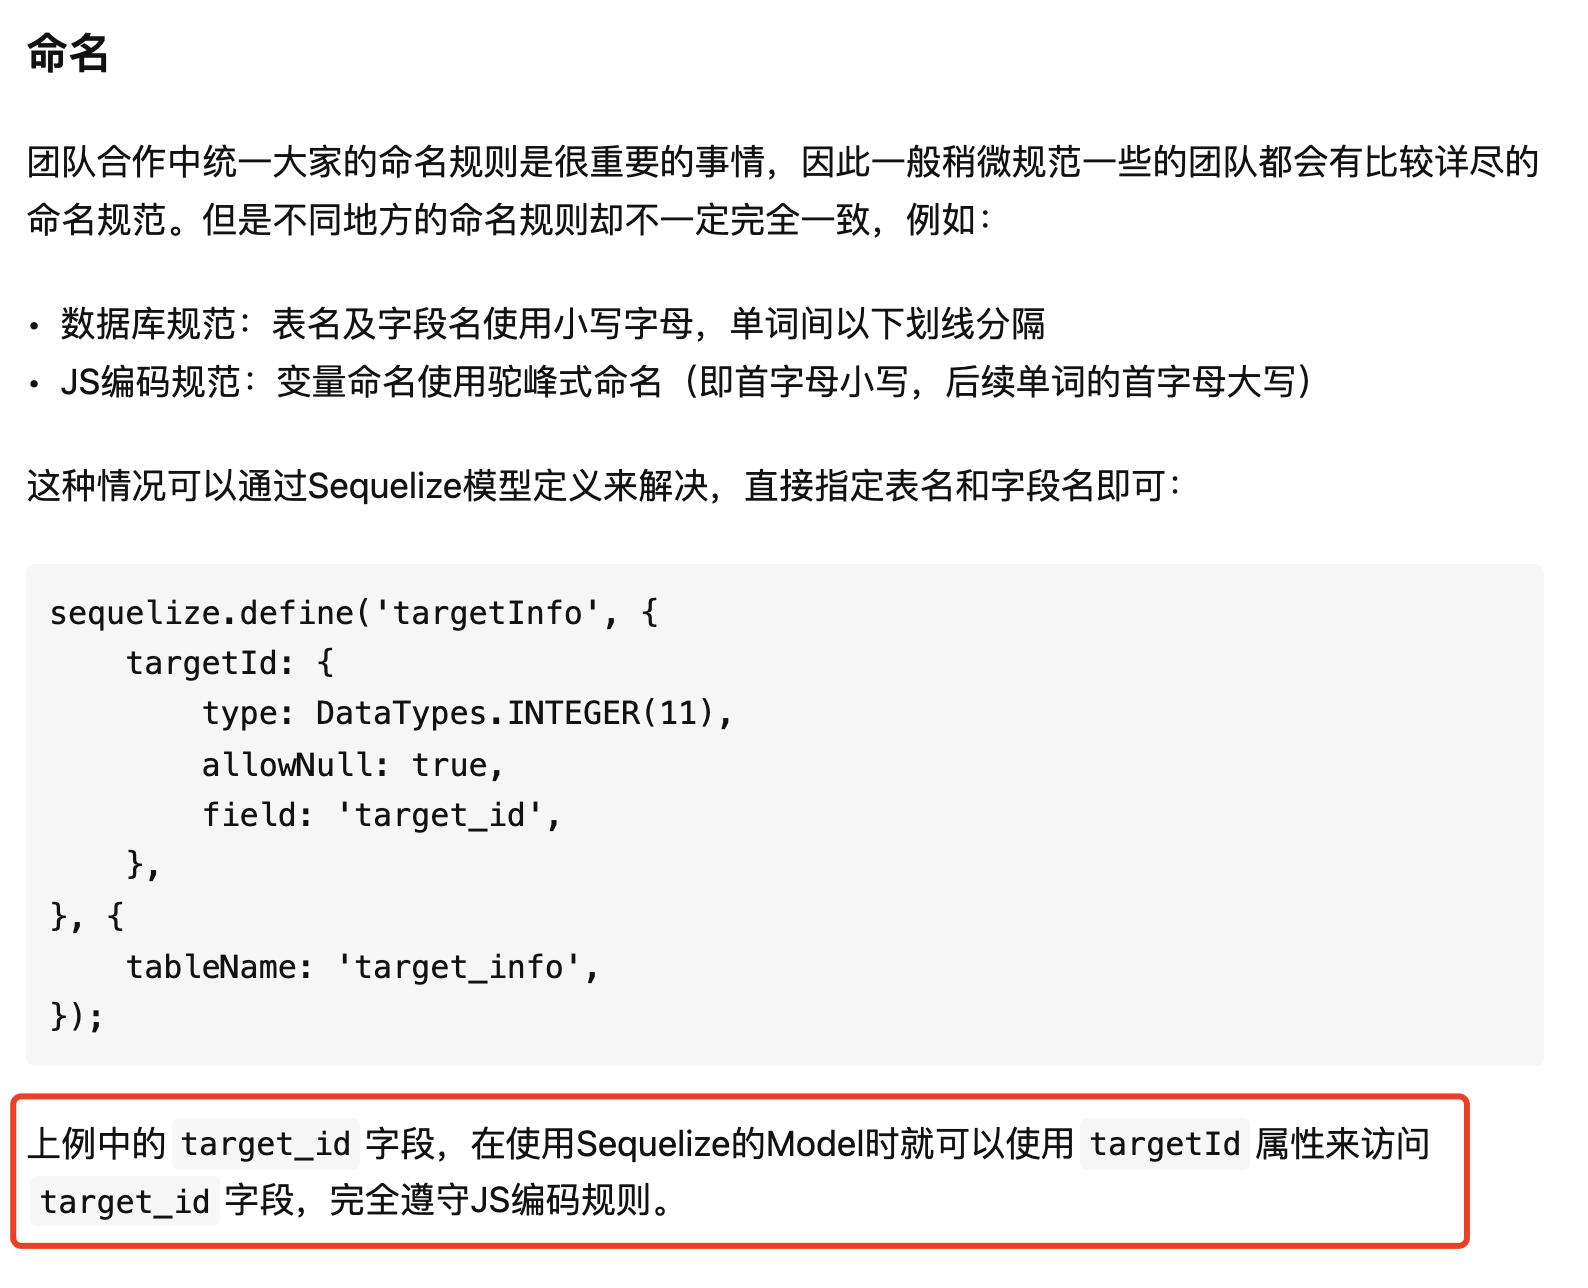 命名
团队合作中统一大家的命名规则是很重要的事情，因此一般稍微规范一些的团队都会有比较详尽的
命名规范。但是不同地方的命名规则却不一定完全一致，例如：
• 数据库规范：表名及字段名使用小写字母，单词间以下划线分隔
• JS编码规范：变量命名使用驼峰式命名（即首字母小写，后续单词的首字母大写）
这种情况可以通过Sequelize模型定义来解决，直接指定表名和字段名即可：
sequelize.define('targetInfo', {
    targetId: {
        type: DataTypes.INTEGER(11),
        allowNull: true,
        field: 'target_id',
    },
}, {
    tableName: 'target_info',
});
上例中的 target_id 字段，在使用Sequelize的Model时就可以使用 targetId 属性来访问
target_id 字段，完全遵守JS编码规则。